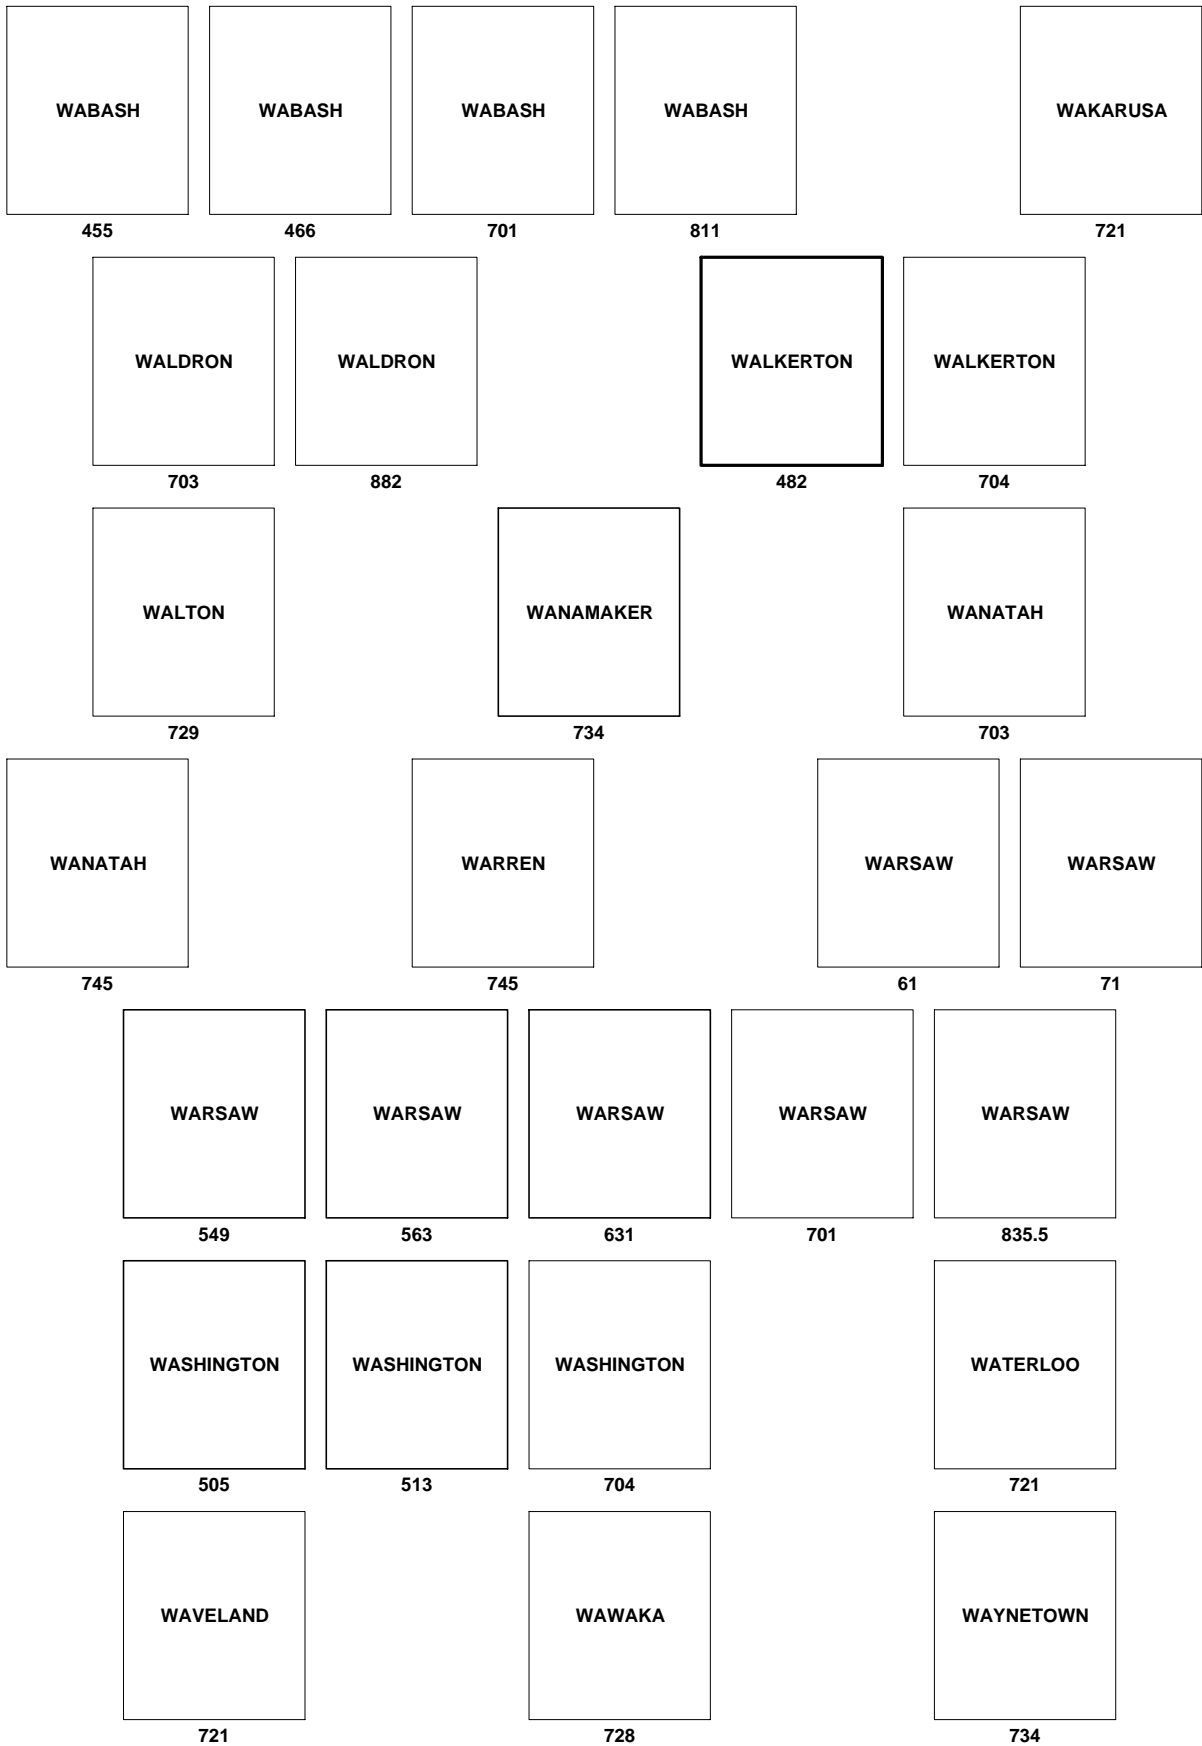 WABASH WABASH WABASH WABASH WAKARUSA
455 466 701 811 721
WALDRON WALDRON WALKERTON WALKERTON
703 882 482 704
WALTON WANAMAKER WANATAH
729 734 703
WANATAH WARREN WARSAW WARSAW
745 745 61 71
WARSAW WARSAW WARSAW WARSAW WARSAW
549 563 631 701 835.5
WASHINGTON WASHINGTON WASHINGTON WATERLOO
505 513 704 721
WAVELAND WAWAKA WAYNETOWN
721 728 734